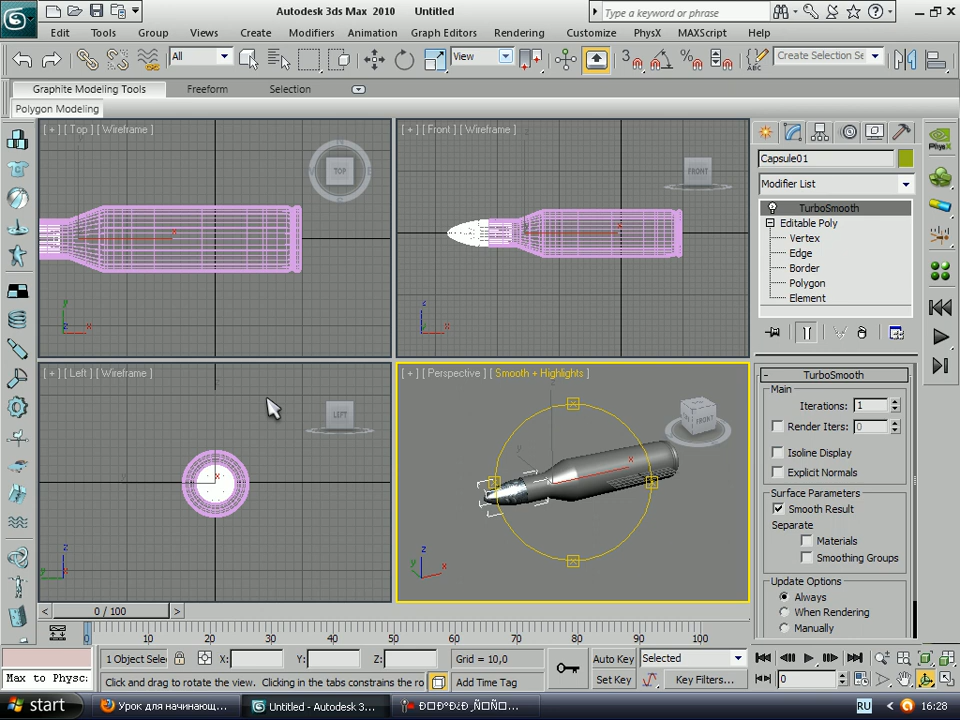 Autodesk 3ds Max 2010 Untitled
Type a keyword or phrase
Edit Tools Group Views Create Modifiers Animation Graph Editors Rendering Customize PhysX MAXScript Help
All View 3 % ABC Create Selection Se
Graphite Modeling Tools Freeform Selection
Polygon Modeling
[ + ] [ Top ] [ Wireframe ]
TOP
x
y
z x
[ + ] [ Front ] [ Wireframe ]
FRONT
x
z
y x
[ + ] [ Left ] [ Wireframe ]
LEFT
x
z
y
[ + ] [ Perspective ] [ Smooth + Highlights ]
FRONT
x
y
z
y x
Capsule01
PhysX
Modifier List
TurboSmooth
Editable Poly
Vertex
Edge
Border
Polygon
Element
TurboSmooth
Main
Iterations: 1
Render Iters: 0
Isoline Display
Explicit Normals
Surface Parameters
Smooth Result
Separate
Materials
Smoothing Groups
Update Options
Always
When Rendering
Manually
< 0 / 100 >
0 10 20 30 40 50 60 70 80 90 100
1 Object Selec X: Y: Z: Grid = 10,0 Auto Key Selected
Max to Physc: Click and drag to rotate the view. Clicking in the tabs constrains the ro Add Time Tag Set Key Key Filters... 0
start Урок для начинающ... Untitled - Autodesk 3... RU 16:28